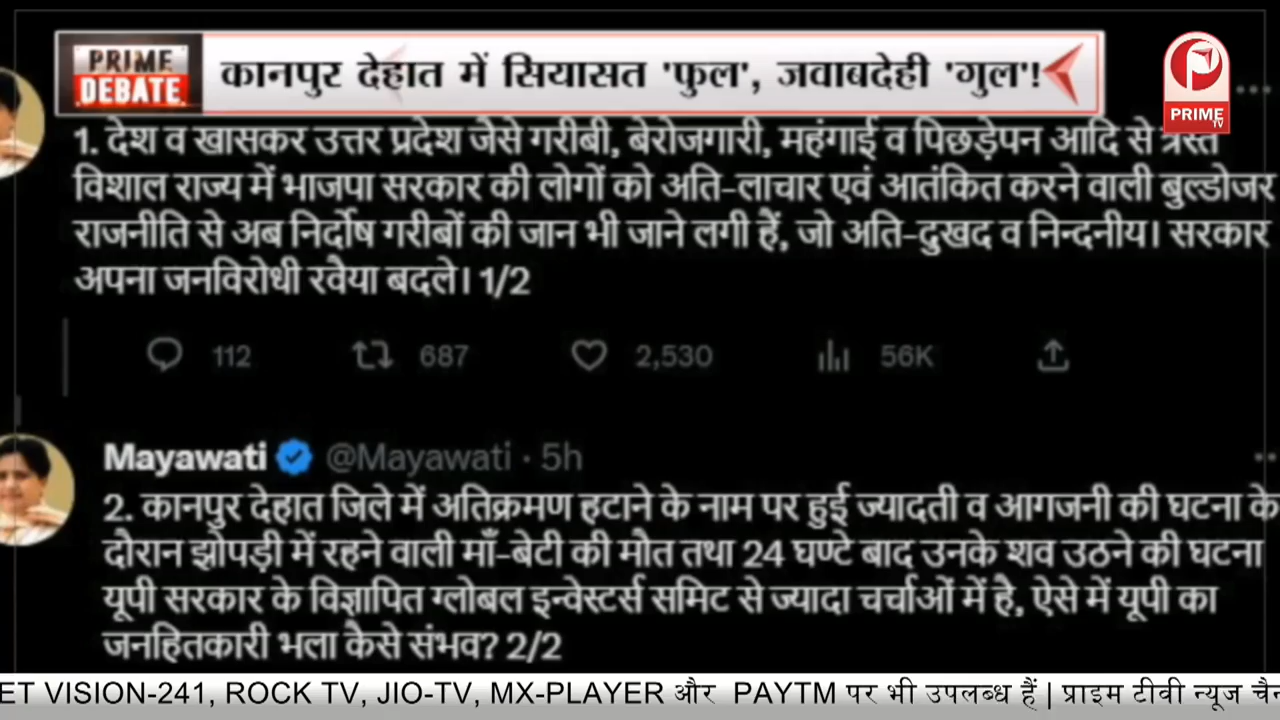 PRIME
DEBATE
कानपुर देहात में सियासत 'फुल', जवाबदेही 'गुल'!
PRIME
TV
1. देश व खासकर उत्तर प्रदेश जैसे गरीबी, बेरोजगारी, महंगाई व पिछड़ेपन आदि से त्रस्त
विशाल राज्य में भाजपा सरकार की लोगों को अति-लाचार एवं आतंकित करने वाली बुल्डोजर
राजनीति से अब निर्दोष गरीबों की जान भी जाने लगी हैं, जो अति-दुखद व निन्दनीय। सरकार
अपना जनविरोधी रवैया बदले। 1/2
112 687 2,530 56K
Mayawati @Mayawati · 5h
2. कानपुर देहात जिले में अतिक्रमण हटाने के नाम पर हुई ज्यादती व आगजनी की घटना के
दौरान झोपड़ी में रहने वाली माँ-बेटी की मौत तथा 24 घण्टे बाद उनके शव उठने की घटना
यूपी सरकार के विज्ञापित ग्लोबल इन्वेस्टर्स समिट से ज्यादा चर्चाओं में है, ऐसे में यूपी का
जनहितकारी भला कैसे संभव? 2/2
ET VISION-241, ROCK TV, JIO-TV, MX-PLAYER और PAYTM पर भी उपलब्ध हैं | प्राइम टीवी न्यूज